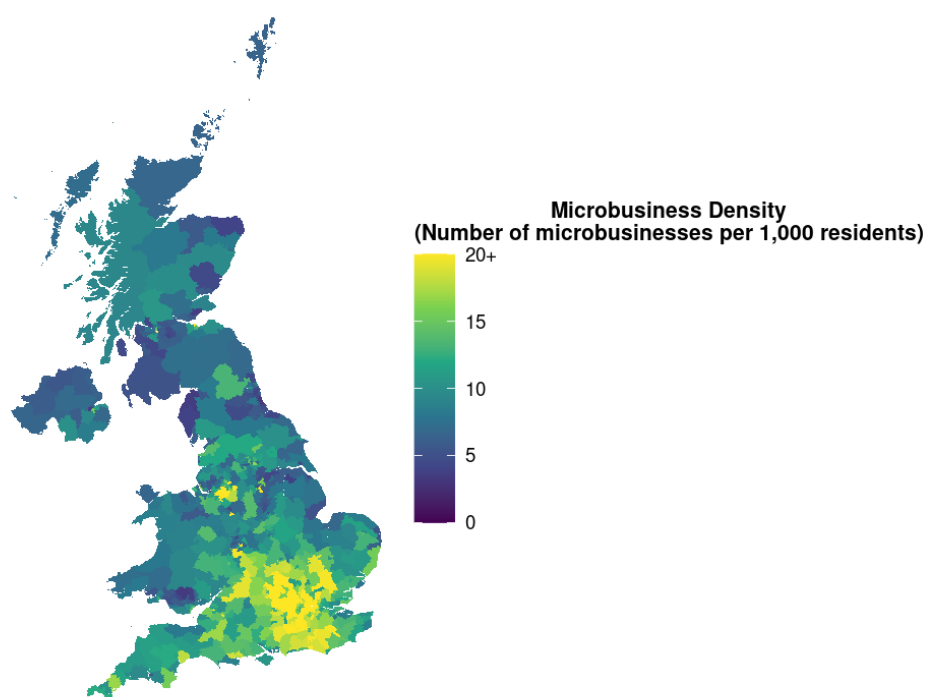 Microbusiness Density
(Number of microbusinesses per 1,000 residents)
20+
15
10
5
0